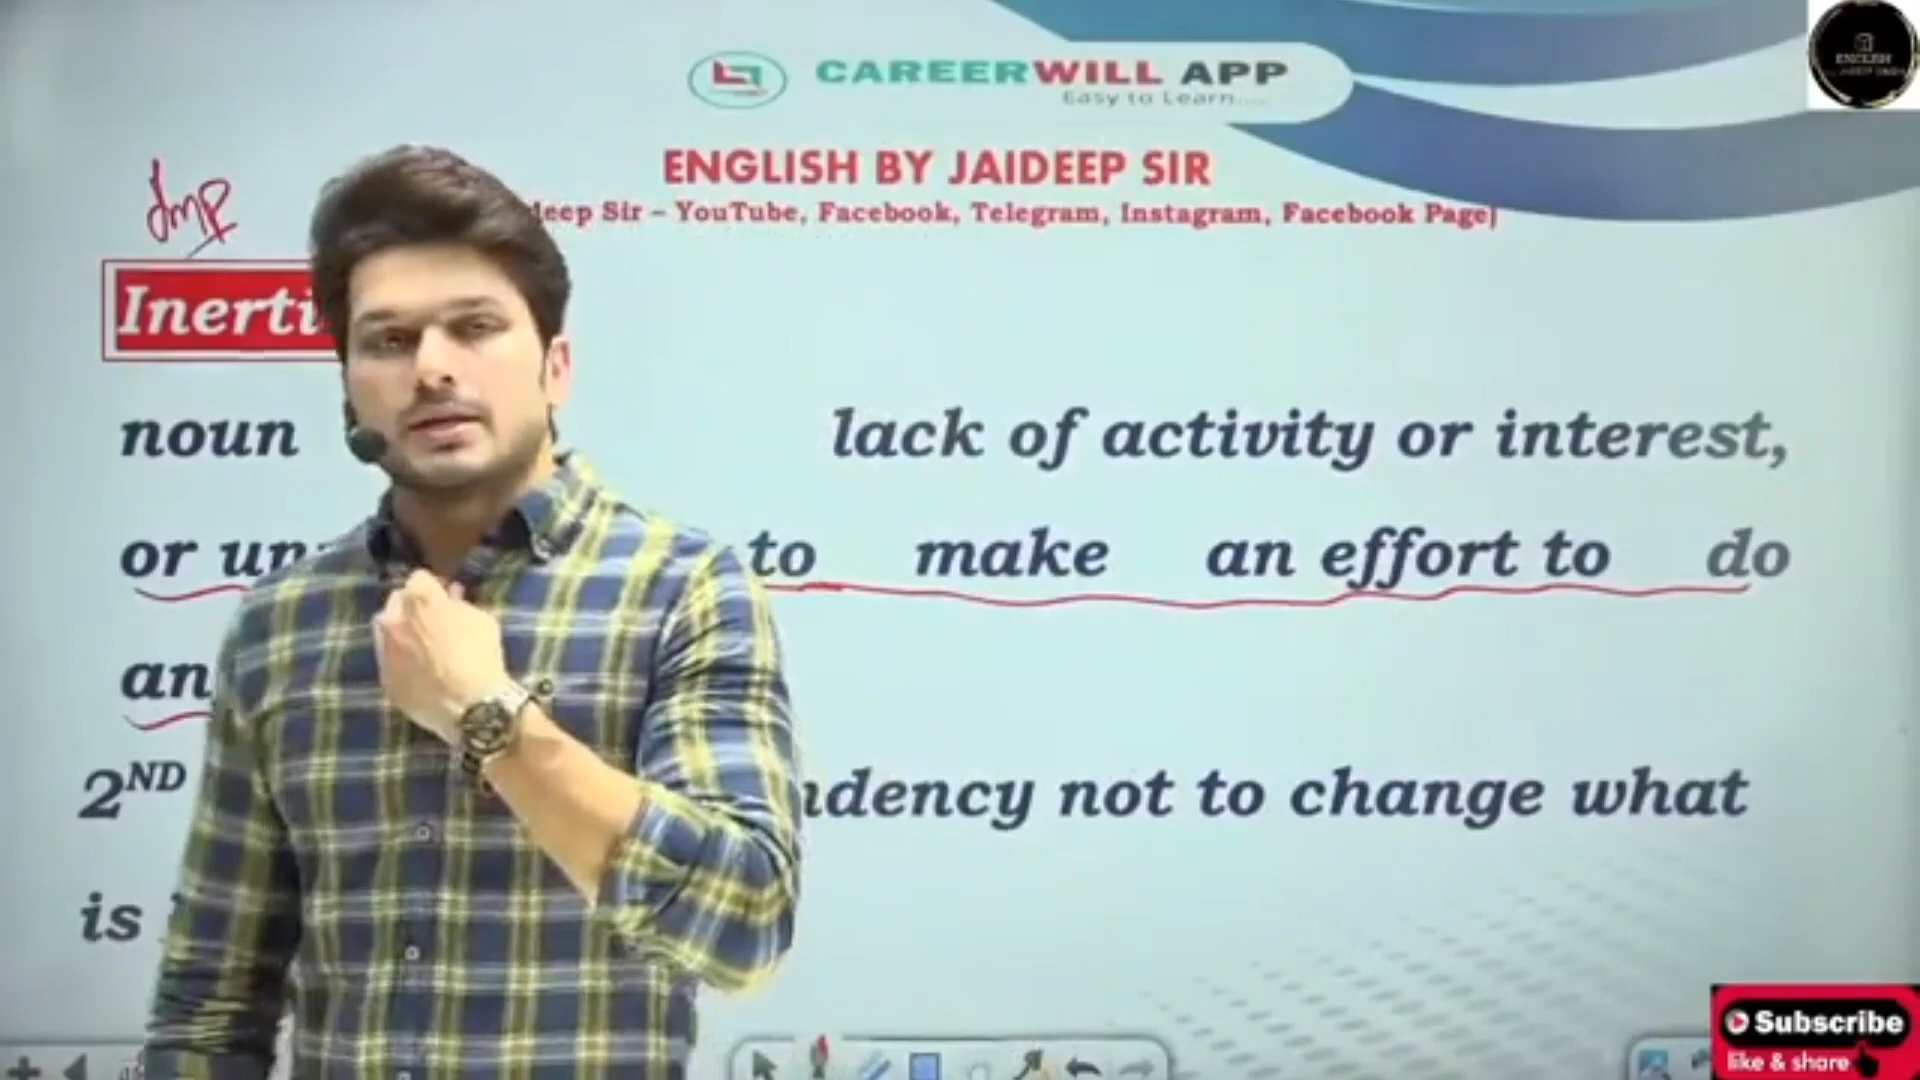 CAREERWILL APP
Easy to Learn....
ENGLISH
ENGLISH BY JAIDEEP SIR
deep Sir – YouTube, Facebook, Telegram, Instagram, Facebook Page)
Imp
Inerti
noun lack of activity or interest,
or un to make an effort to do
an
2ND ndency not to change what
is
Subscribe
like & share